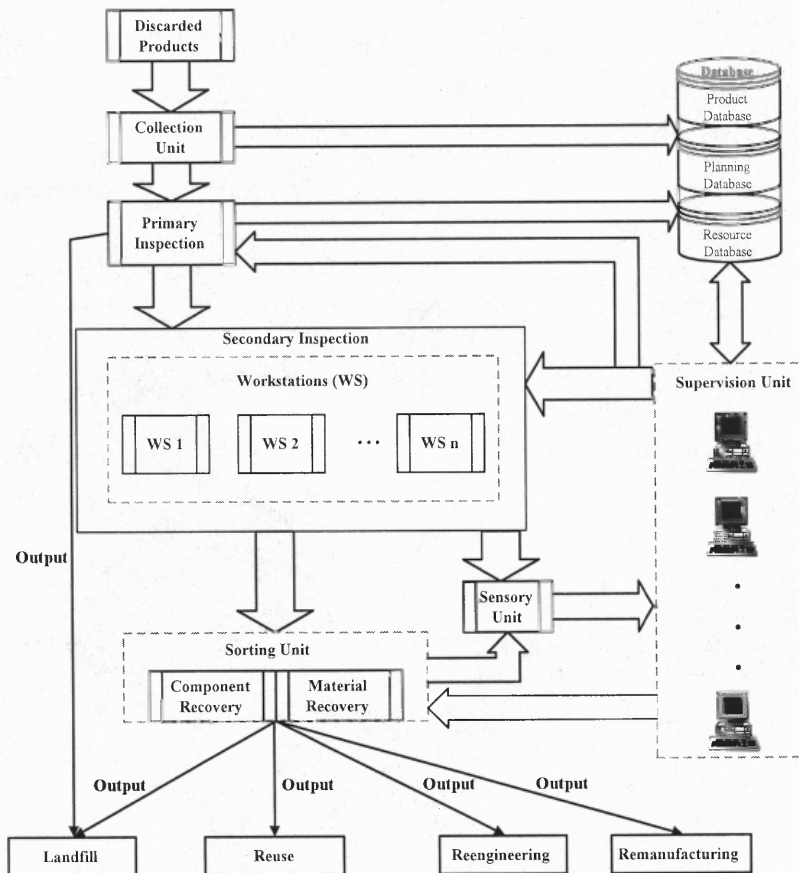 Discarded
Products
Database
Product
Database
Collection
Unit
Planning
Database
Primary
Inspection
Resource
Database
Secondary Inspection
Workstations (WS)
Supervision Unit
WS 1
WS 2
...
WS n
Output
Sensory
Unit
Sorting Unit
Component
Recovery
Material
Recovery
Output
Output
Output
Output
Landfill
Reuse
Reengineering
Remanufacturing